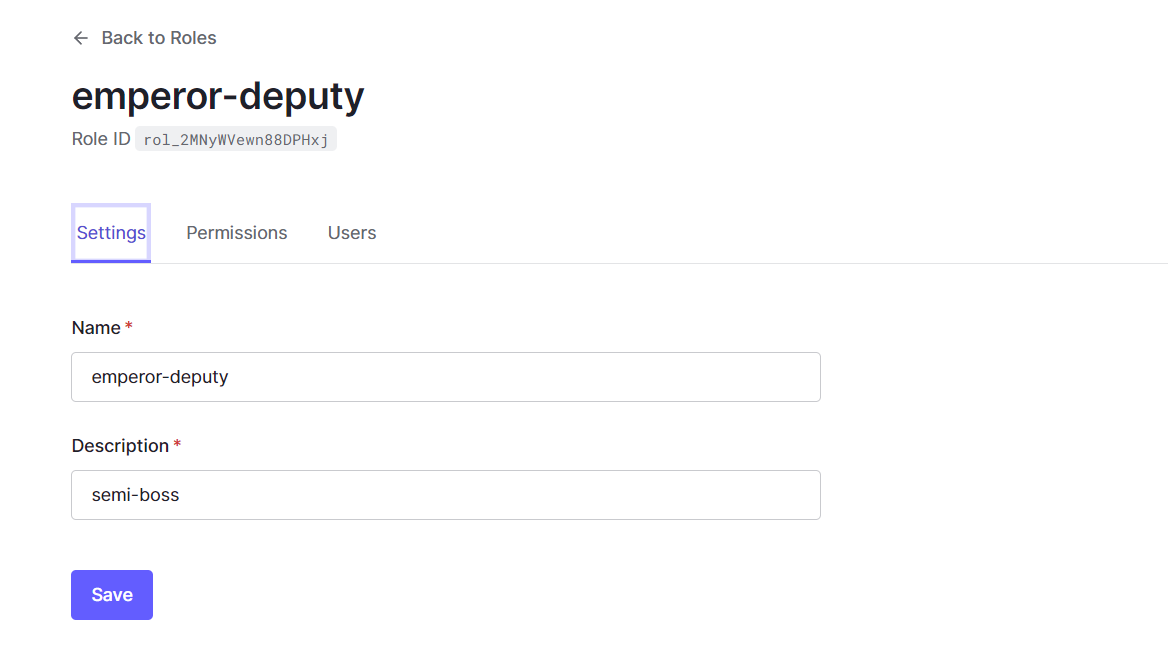 ← Back to Roles
emperor-deputy
Role ID rol_2MNyWVewn88DPHxj
Settings Permissions Users
Name *
emperor-deputy
Description *
semi-boss
Save